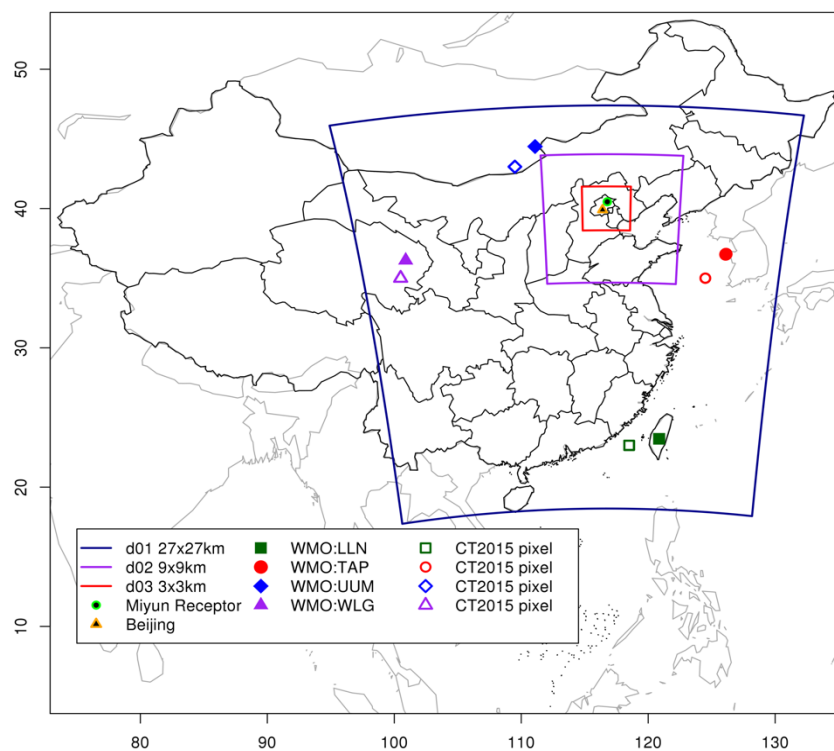 50
40
30
20
10
d01 27x27km WMO:LLN CT2015 pixel
d02 9x9km WMO:TAP CT2015 pixel
d03 3x3km WMO:UUM CT2015 pixel
Miyun Receptor WMO:WLG CT2015 pixel
Beijing
80 90 100 110 120 130